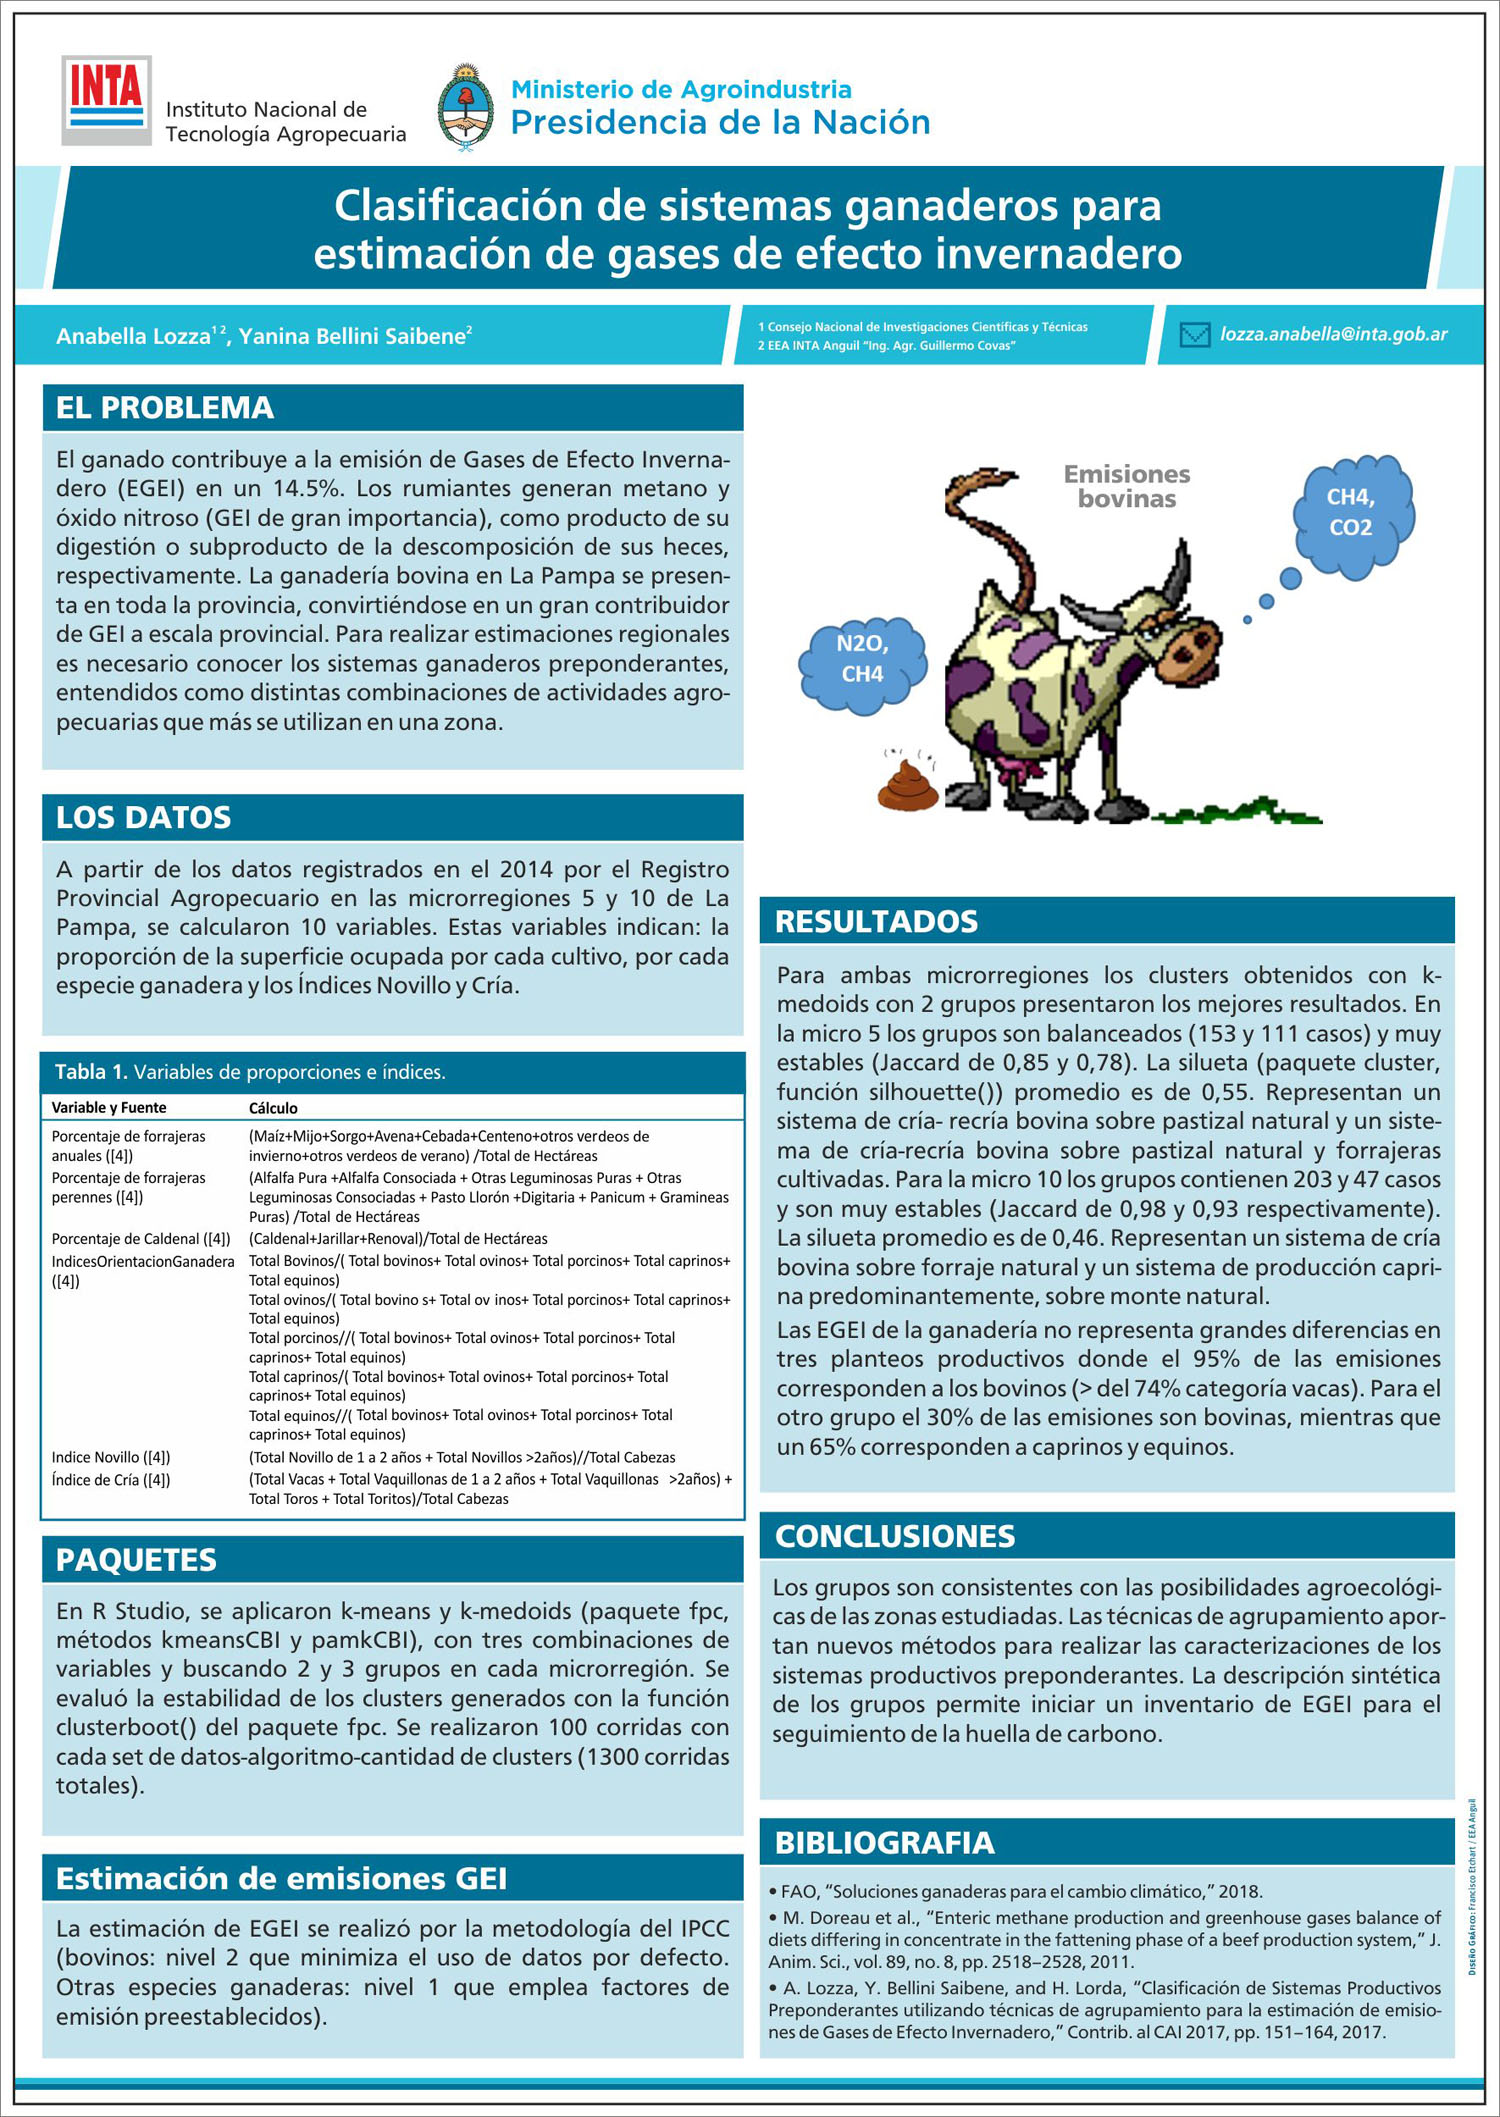 INTA
Instituto Nacional de
Tecnología Agropecuaria
Ministerio de Agroindustria
Presidencia de la Nación
Clasificación de sistemas ganaderos para
estimación de gases de efecto invernadero
Anabella Lozza1 2, Yanina Bellini Saibene2
1 Consejo Nacional de Investigaciones Científicas y Técnicas
2 EEA INTA Anguil “Ing. Agr. Guillermo Covas”
lozza.anabella@inta.gob.ar
EL PROBLEMA
El ganado contribuye a la emisión de Gases de Efecto Inverna-
dero (EGEI) en un 14.5%. Los rumiantes generan metano y
óxido nitroso (GEI de gran importancia), como producto de su
digestión o subproducto de la descomposición de sus heces,
respectivamente. La ganadería bovina en La Pampa se presen-
ta en toda la provincia, convirtiéndose en un gran contribuidor
de GEI a escala provincial. Para realizar estimaciones regionales
es necesario conocer los sistemas ganaderos preponderantes,
entendidos como distintas combinaciones de actividades agro-
pecuarias que más se utilizan en una zona.
LOS DATOS
A partir de los datos registrados en el 2014 por el Registro
Provincial Agropecuario en las microrregiones 5 y 10 de La
Pampa, se calcularon 10 variables. Estas variables indican: la
proporción de la superficie ocupada por cada cultivo, por cada
especie ganadera y los Índices Novillo y Cría.
Tabla 1. Variables de proporciones e índices.
Variable y Fuente Cálculo
Porcentaje de forrajeras (Maíz+Mijo+Sorgo+Avena+Cebada+Centeno+otros verdeos de
anuales ([4]) invierno+otros verdeos de verano) /Total de Hectáreas
Porcentaje de forrajeras (Alfalfa Pura +Alfalfa Consociada + Otras Leguminosas Puras + Otras
perennes ([4]) Leguminosas Consociadas + Pasto Llorón +Digitaria + Panicum + Gramineas
Puras) /Total de Hectáreas
Porcentaje de Caldenal ([4]) (Caldenal+Jarillar+Renoval)/Total de Hectáreas
IndicesOrientacionGanadera Total Bovinos/( Total bovinos+ Total ovinos+ Total porcinos+ Total caprinos+
([4]) Total equinos)
Total ovinos/( Total bovino s+ Total ov inos+ Total porcinos+ Total caprinos+
Total equinos)
Total porcinos//( Total bovinos+ Total ovinos+ Total porcinos+ Total
caprinos+ Total equinos)
Total caprinos/( Total bovinos+ Total ovinos+ Total porcinos+ Total
caprinos+ Total equinos)
Total equinos//( Total bovinos+ Total ovinos+ Total porcinos+ Total
caprinos+ Total equinos)
Indice Novillo ([4]) (Total Novillo de 1 a 2 años + Total Novillos >2años)//Total Cabezas
Índice de Cría ([4]) (Total Vacas + Total Vaquillonas de 1 a 2 años + Total Vaquillonas >2años) +
Total Toros + Total Toritos)/Total Cabezas
PAQUETES
En R Studio, se aplicaron k-means y k-medoids (paquete fpc,
métodos kmeansCBI y pamkCBI), con tres combinaciones de
variables y buscando 2 y 3 grupos en cada microrregión. Se
evaluó la estabilidad de los clusters generados con la función
clusterboot() del paquete fpc. Se realizaron 100 corridas con
cada set de datos-algoritmo-cantidad de clusters (1300 corridas
totales).
Estimación de emisiones GEI
La estimación de EGEI se realizó por la metodología del IPCC
(bovinos: nivel 2 que minimiza el uso de datos por defecto.
Otras especies ganaderas: nivel 1 que emplea factores de
emisión preestablecidos).
Emisiones
bovinas
CH4,
CO2
N2O,
CH4
RESULTADOS
Para ambas microrregiones los clusters obtenidos con k-
medoids con 2 grupos presentaron los mejores resultados. En
la micro 5 los grupos son balanceados (153 y 111 casos) y muy
estables (Jaccard de 0,85 y 0,78). La silueta (paquete cluster,
función silhouette()) promedio es de 0,55. Representan un
sistema de cría- recría bovina sobre pastizal natural y un siste-
ma de cría-recría bovina sobre pastizal natural y forrajeras
cultivadas. Para la micro 10 los grupos contienen 203 y 47 casos
y son muy estables (Jaccard de 0,98 y 0,93 respectivamente).
La silueta promedio es de 0,46. Representan un sistema de cría
bovina sobre forraje natural y un sistema de producción capri-
na predominantemente, sobre monte natural.
Las EGEI de la ganadería no representa grandes diferencias en
tres planteos productivos donde el 95% de las emisiones
corresponden a los bovinos (> del 74% categoría vacas). Para el
otro grupo el 30% de las emisiones son bovinas, mientras que
un 65% corresponden a caprinos y equinos.
CONCLUSIONES
Los grupos son consistentes con las posibilidades agroecológi-
cas de las zonas estudiadas. Las técnicas de agrupamiento apor-
tan nuevos métodos para realizar las caracterizaciones de los
sistemas productivos preponderantes. La descripción sintética
de los grupos permite iniciar un inventario de EGEI para el
seguimiento de la huella de carbono.
BIBLIOGRAFIA
• FAO, “Soluciones ganaderas para el cambio climático,” 2018.
• M. Doreau et al., “Enteric methane production and greenhouse gases balance of
diets differing in concentrate in the fattening phase of a beef production system,” J.
Anim. Sci., vol. 89, no. 8, pp. 2518–2528, 2011.
• A. Lozza, Y. Bellini Saibene, and H. Lorda, “Clasificación de Sistemas Productivos
Preponderantes utilizando técnicas de agrupamiento para la estimación de emisio-
nes de Gases de Efecto Invernadero,” Contrib. al CAI 2017, pp. 151–164, 2017.
Diseño Gráfico: Francisco Etchart / EEA Anguil